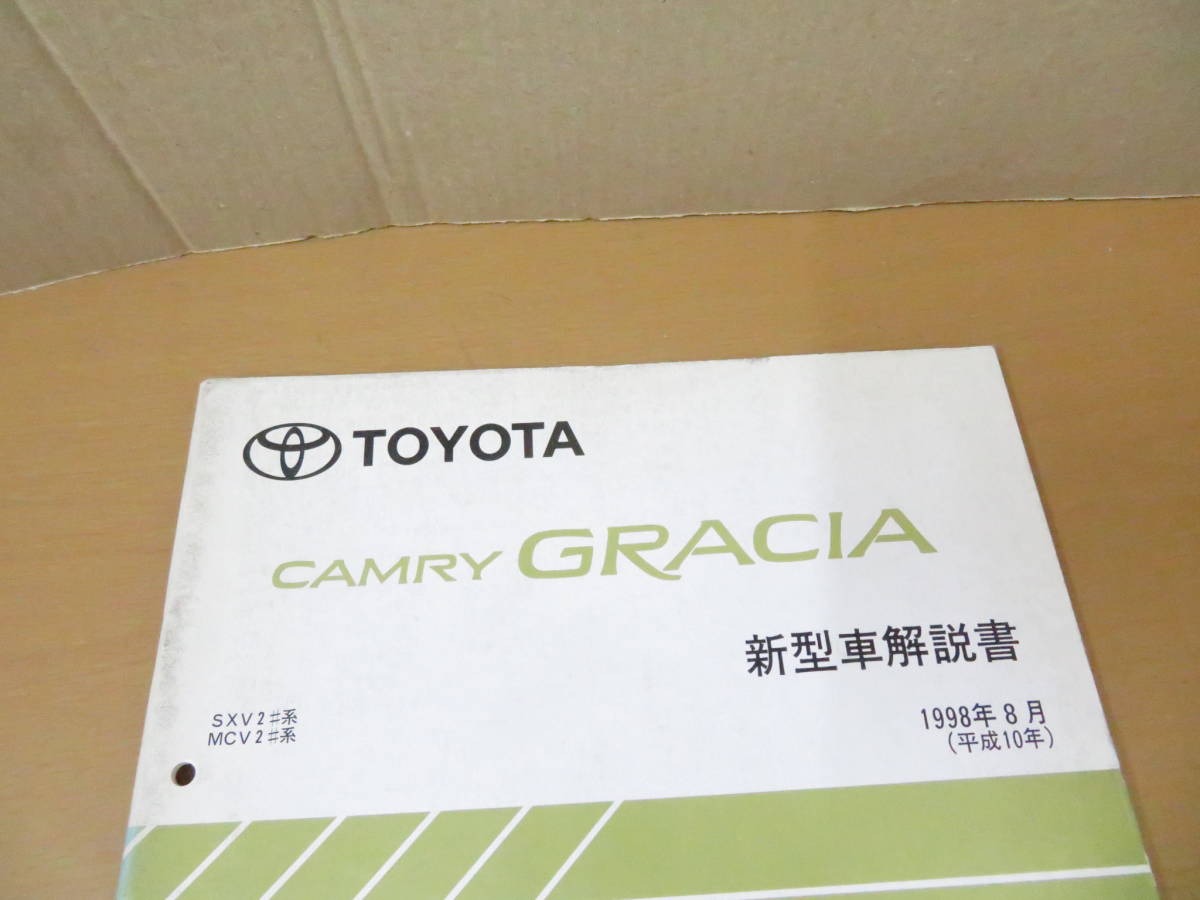 TOYOTA
CAMRY GRACIA
新型車解説書
SXV2#系
MCV2#系
1998年8月
(平成10年)